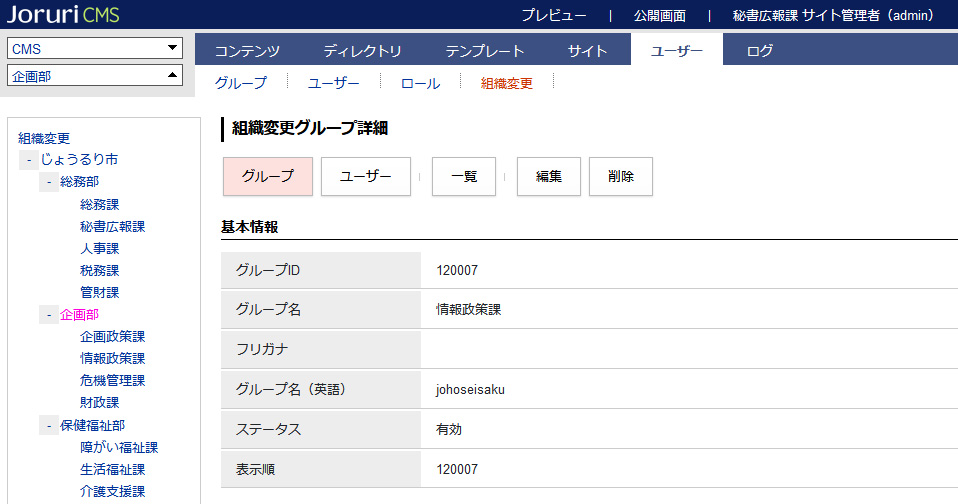 Joruri CMS
プレビュー | 公開画面 | 秘書広報課 サイト管理者（admin）
CMS
企画部
コンテンツ ディレクトリ テンプレート サイト ユーザー ログ
グループ ユーザー ロール 組織変更
組織変更
- じょうるり市
- 総務部
総務課
秘書広報課
人事課
税務課
管財課
- 企画部
企画政策課
情報政策課
危機管理課
財政課
- 保健福祉部
障がい福祉課
生活福祉課
介護支援課
組織変更グループ詳細
グループ ユーザー 一覧 編集 削除
基本情報
グループID 120007
グループ名 情報政策課
フリガナ
グループ名（英語） johoseisaku
ステータス 有効
表示順 120007